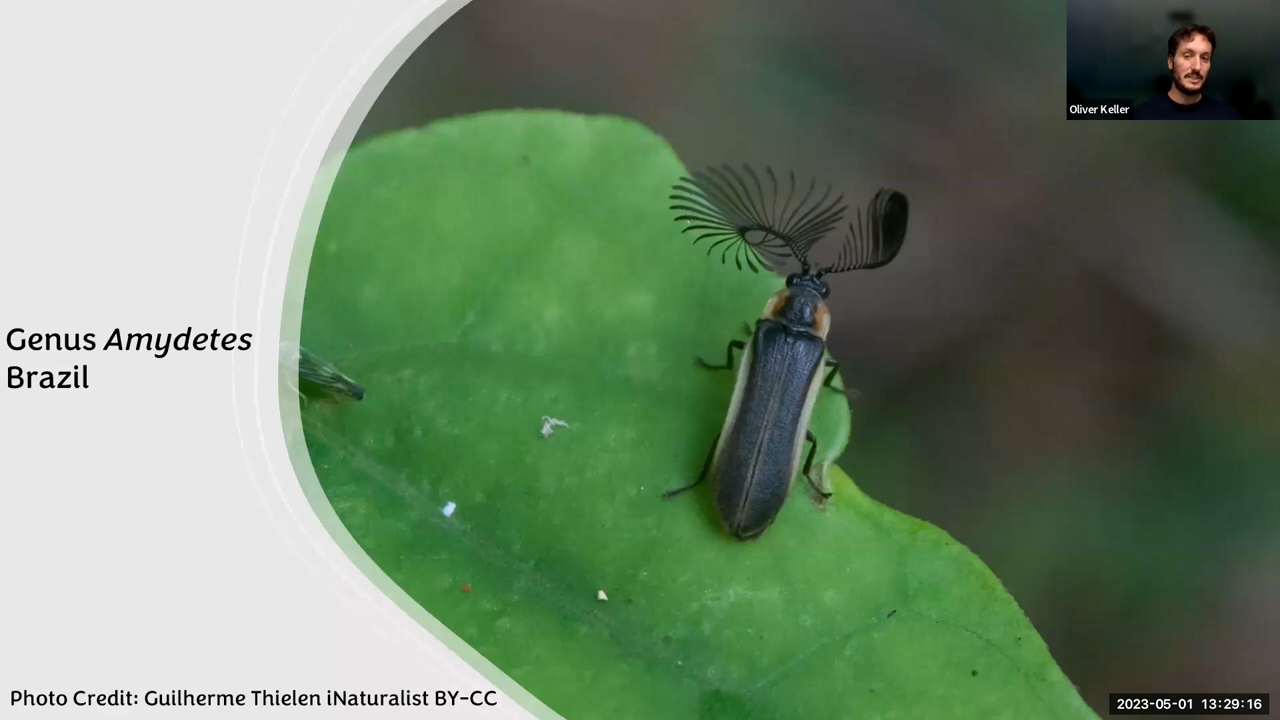 Oliver Keller
Genus Amydetes
Brazil
Photo Credit: Guilherme Thielen iNaturalist BY-CC
2023-05-01 13:29:16